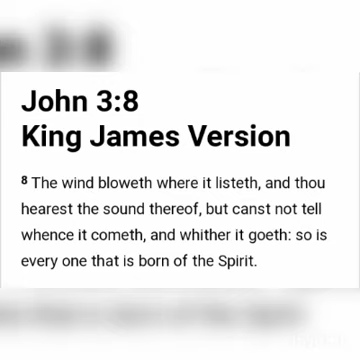 John 3:8
King James Version
8 The wind bloweth where it listeth, and thou
hearest the sound thereof, but canst not tell
whence it cometh, and whither it goeth: so is
every one that is born of the Spirit.